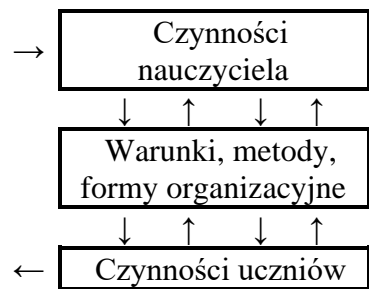 → Czynności
nauczyciela
↓ ↑ ↓ ↑
Warunki, metody,
formy organizacyjne
↓ ↑ ↓ ↑
← Czynności uczniów